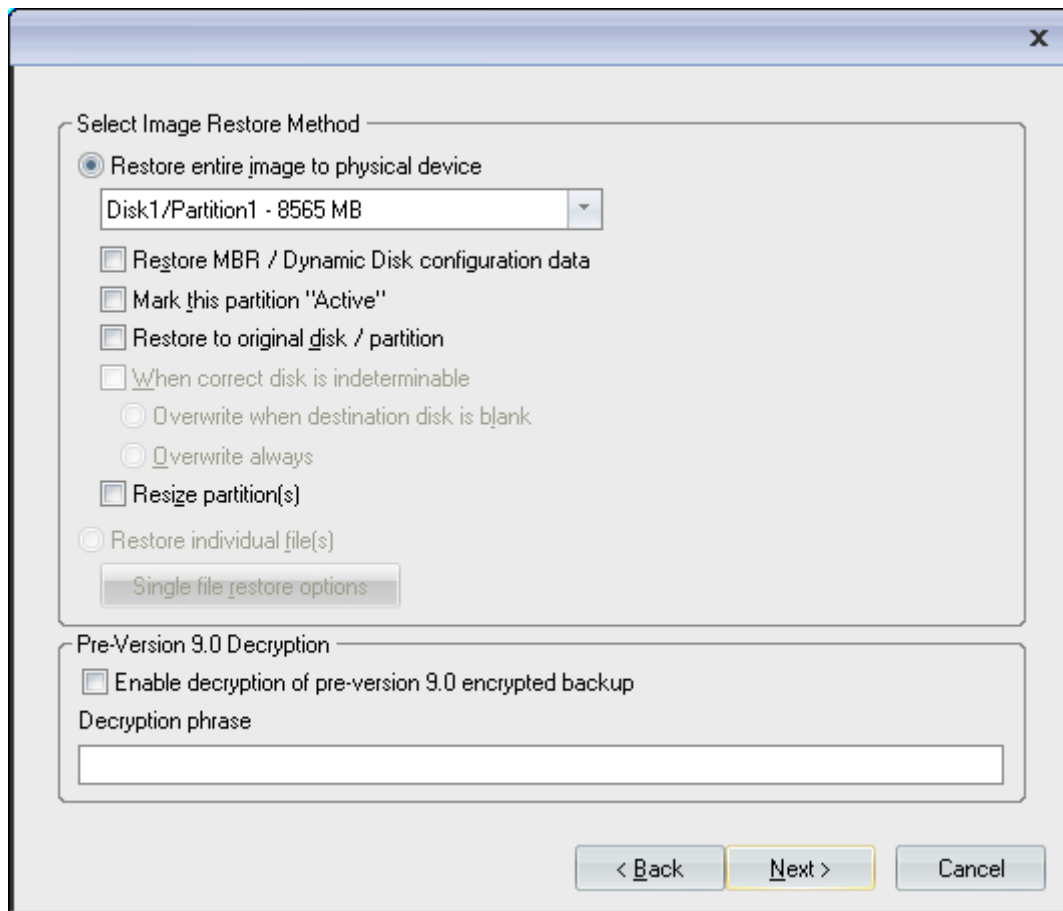 x
Select Image Restore Method
Restore entire image to physical device
Disk1/Partition1 - 8565 MB
Restore MBR / Dynamic Disk configuration data
Mark this partition "Active"
Restore to original disk / partition
When correct disk is indeterminable
Overwrite when destination disk is blank
Overwrite always
Resize partition(s)
Restore individual file(s)
Single file restore options
Pre-Version 9.0 Decryption
Enable decryption of pre-version 9.0 encrypted backup
Decryption phrase
< Back Next > Cancel